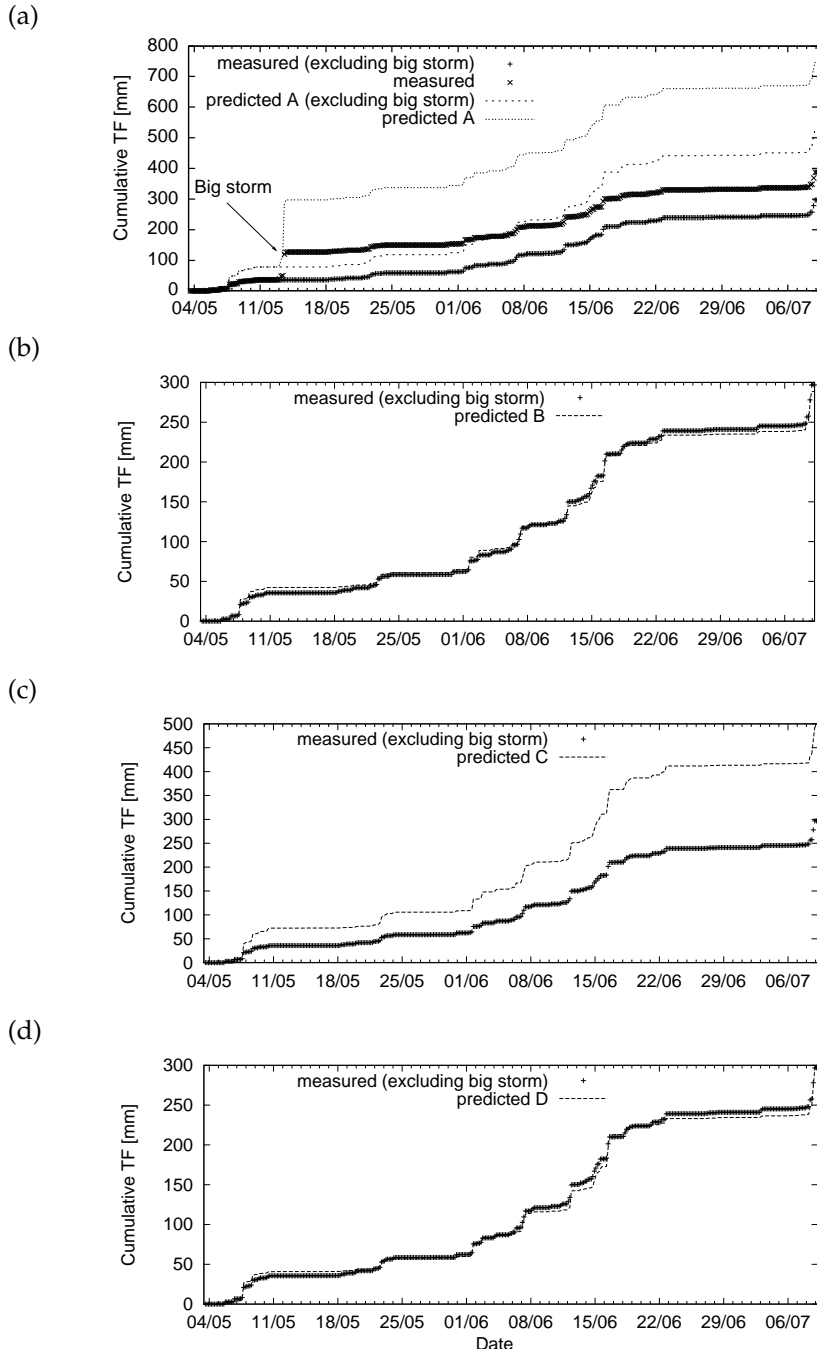 (a)
800
700
600
500
400
300
200
100
0
Cumulative TF [mm]
measured (excluding big storm)
measured
predicted A (excluding big storm)
predicted A
Big storm
04/05 11/05 18/05 25/05 01/06 08/06 15/06 22/06 29/06 06/07
(b)
300
250
200
150
100
50
0
Cumulative TF [mm]
measured (excluding big storm)
predicted B
04/05 11/05 18/05 25/05 01/06 08/06 15/06 22/06 29/06 06/07
(c)
500
450
400
350
300
250
200
150
100
50
0
Cumulative TF [mm]
measured (excluding big storm)
predicted C
04/05 11/05 18/05 25/05 01/06 08/06 15/06 22/06 29/06 06/07
(d)
300
250
200
150
100
50
0
Cumulative TF [mm]
measured (excluding big storm)
predicted D
04/05 11/05 18/05 25/05 01/06 08/06 15/06 22/06 29/06 06/07
Date